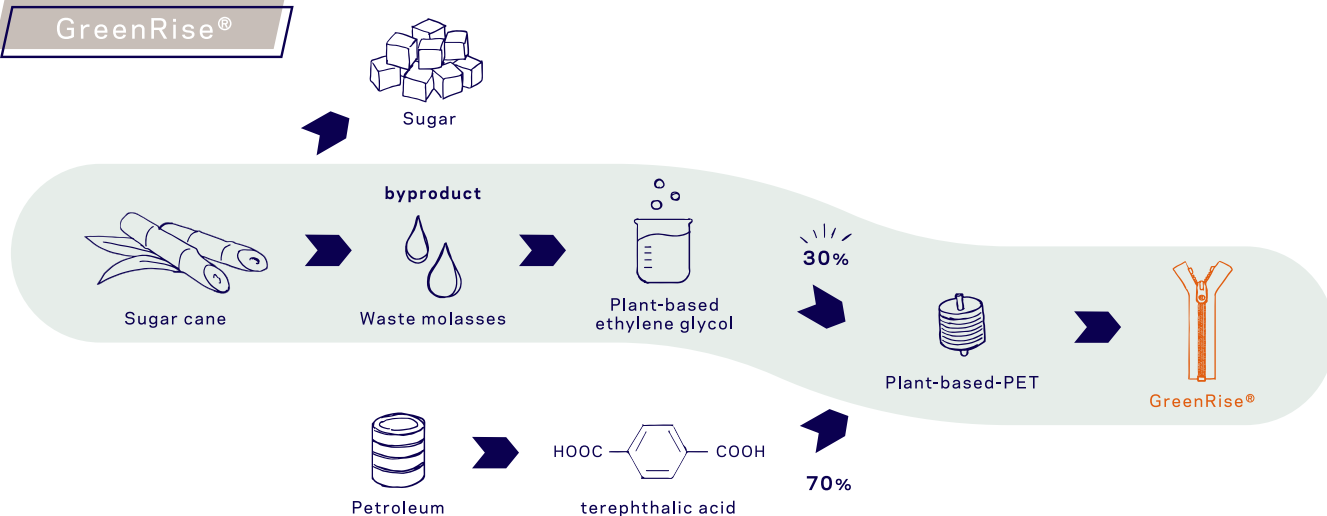 GreenRise®
Sugar
byproduct
Sugar cane
Waste molasses
Plant-based
ethylene glycol
30%
Plant-based-PET
GreenRise®
HOOC
COOH
70%
Petroleum
terephthalic acid